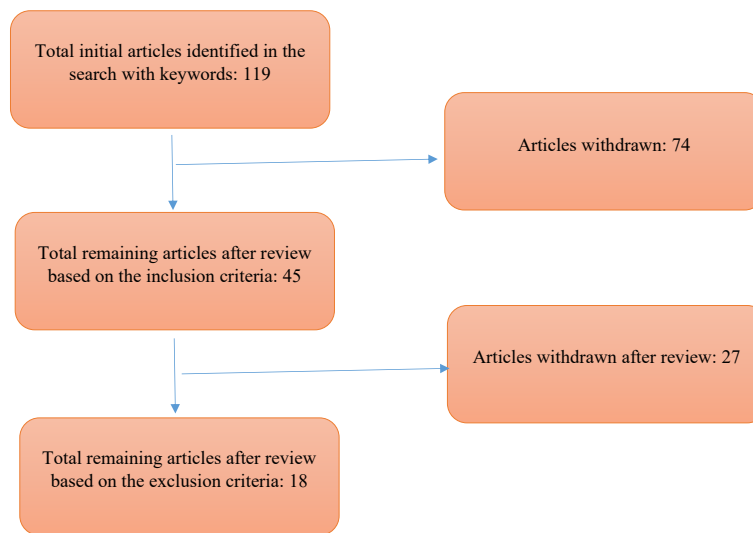 Total initial articles identified in the
search with keywords: 119
Articles withdrawn: 74
Total remaining articles after review
based on the inclusion criteria: 45
Articles withdrawn after review: 27
Total remaining articles after review
based on the exclusion criteria: 18